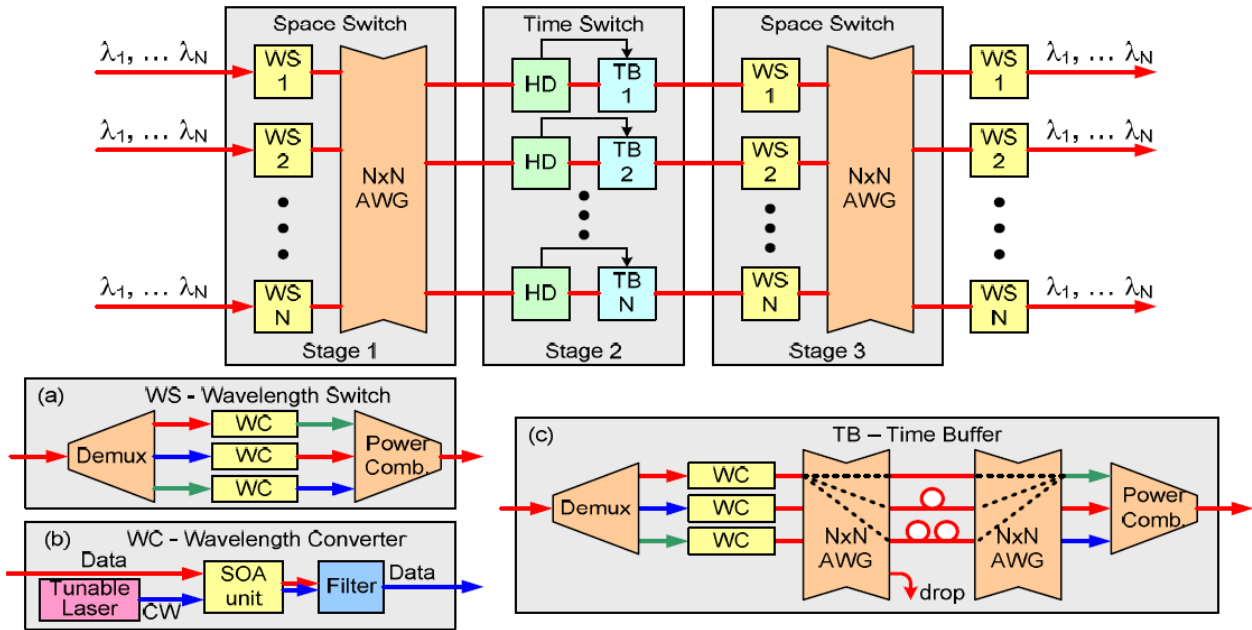 Space Switch
Time Switch
Space Switch
λ1, ... λN
WS
1
HD
TB
1
WS
1
WS
1
λ1, ... λN
λ1, ... λN
WS
2
HD
TB
2
WS
2
WS
2
λ1, ... λN
NxN
AWG
NxN
AWG
λ1, ... λN
WS
N
HD
TB
N
WS
N
WS
N
λ1, ... λN
Stage 1
Stage 2
Stage 3
(a) WS - Wavelength Switch
Demux
WC
WC
WC
Power
Comb.
(b) WC - Wavelength Converter
Data
Tunable
Laser
CW
SOA
unit
Filter
Data
(c) TB – Time Buffer
Demux
WC
WC
WC
NxN
AWG
drop
NxN
AWG
Power
Comb.